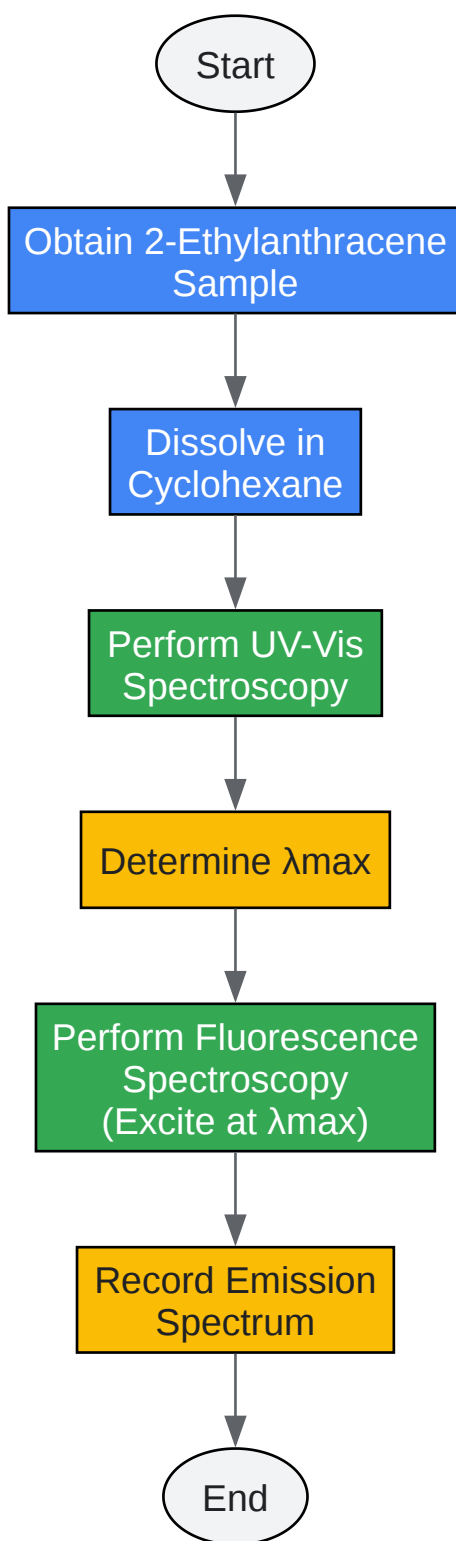 Start
Obtain 2-Ethylanthracene
Sample
Dissolve in
Cyclohexane
Perform UV-Vis
Spectroscopy
Determine λmax
Perform Fluorescence
Spectroscopy
(Excite at λmax)
Record Emission
Spectrum
End